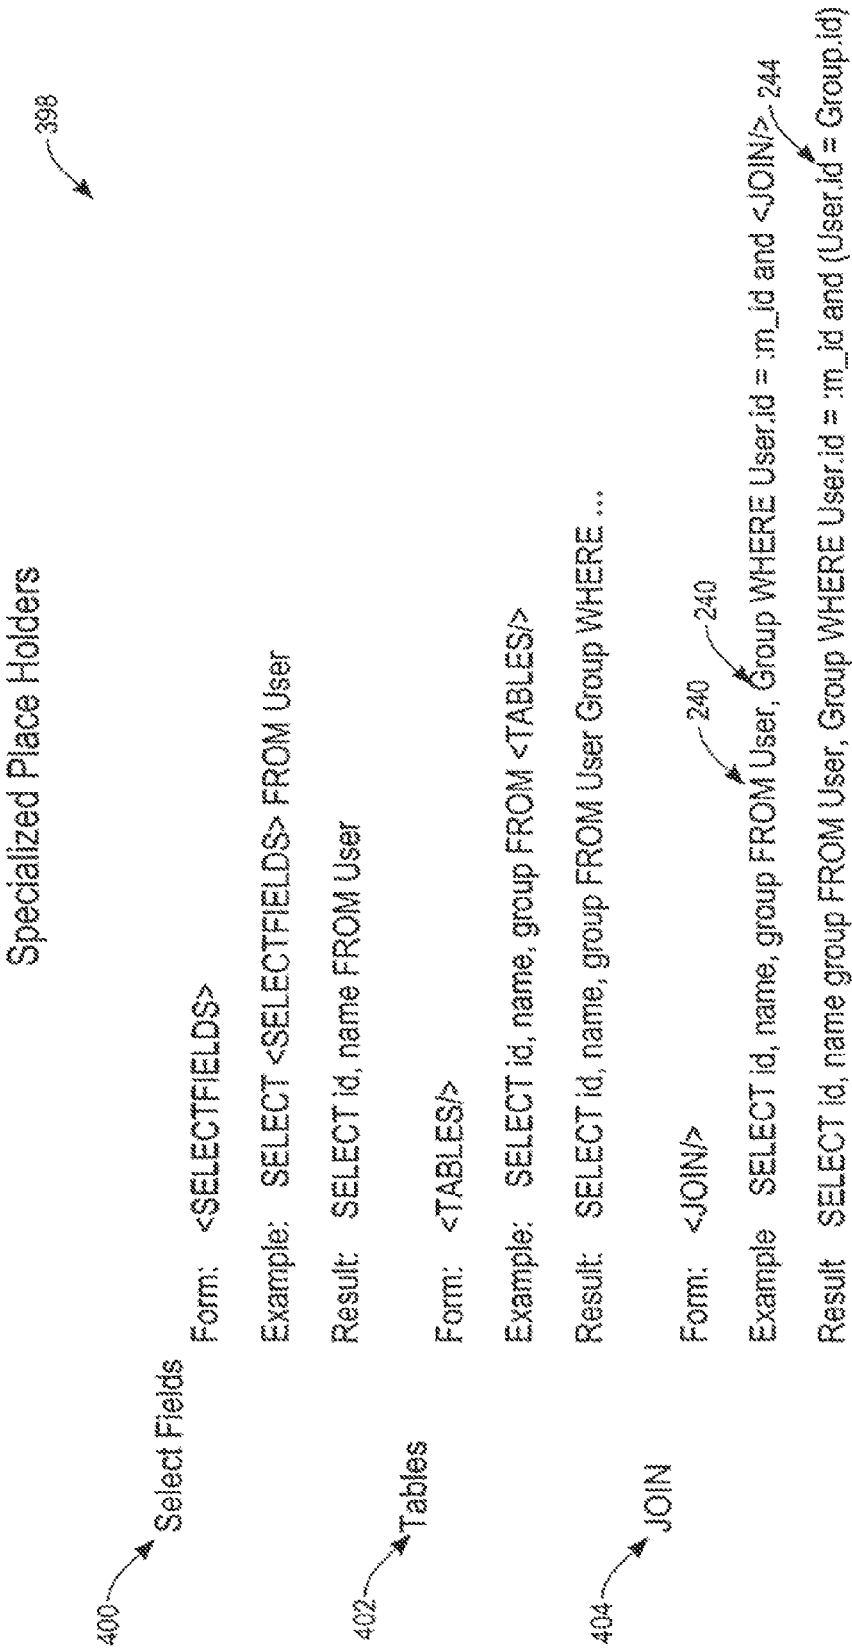 Specialized Place Holders
398
400
Select Fields
Form: <SELECTFIELDS>
Example: SELECT <SELECTFIELDS> FROM User
Result: SELECT id, name FROM User
402
Tables
Form: <TABLES/>
Example: SELECT id, name, group FROM <TABLES/>
Result: SELECT id, name, group FROM User Group WHERE ...
404
JOIN
Form: <JOIN/>
240
240
Example SELECT id, name, group FROM User, Group WHERE User.id = :m_id and <JOIN/>
244
Result SELECT id, name group FROM User, Group WHERE User.id = :m_id and (User.id = Group.id)